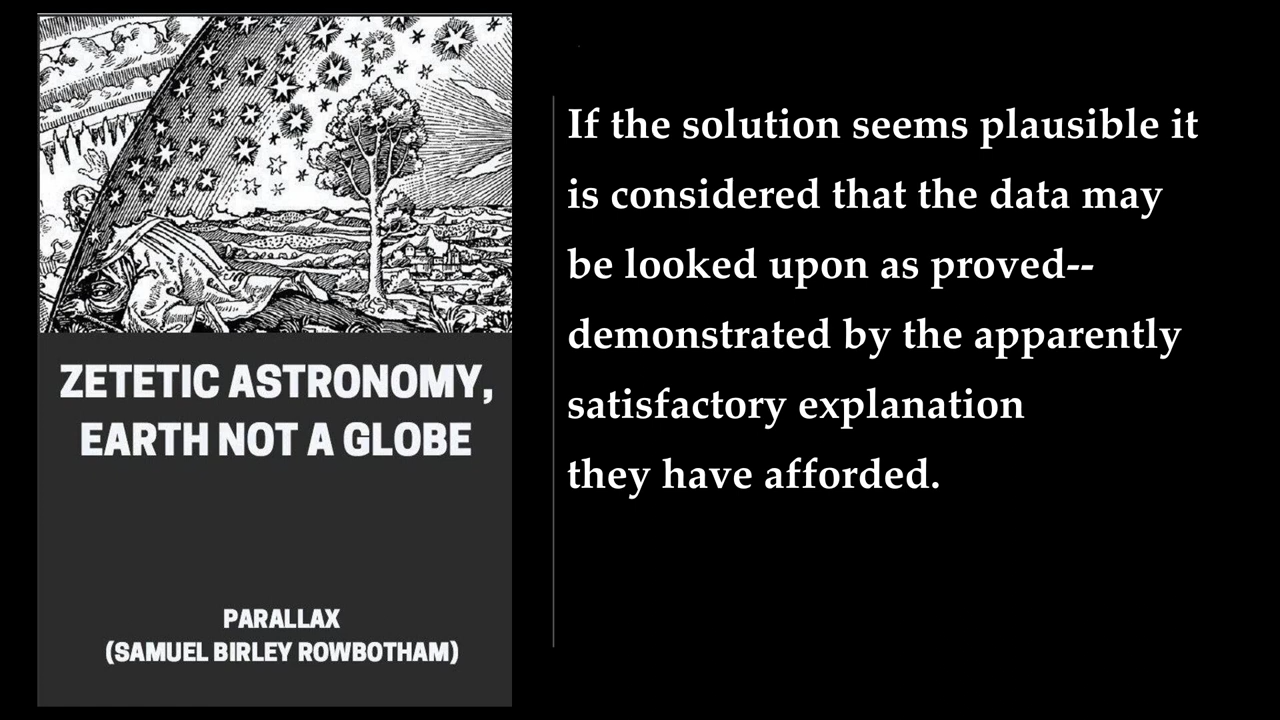 ZETETIC ASTRONOMY,
EARTH NOT A GLOBE
PARALLAX
(SAMUEL BIRLEY ROWBOTHAM)
If the solution seems plausible it
is considered that the data may
be looked upon as proved--
demonstrated by the apparently
satisfactory explanation
they have afforded.